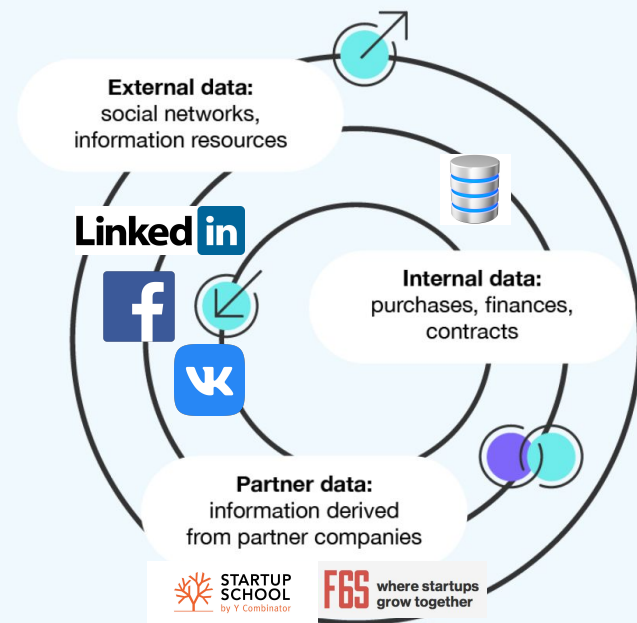 External data:
social networks,
information resources
Linked in
f
Internal data:
purchases, finances,
contracts
VK
Partner data:
information derived
from partner companies
STARTUP
SCHOOL
by Y Combinator
F6S where startups
grow together